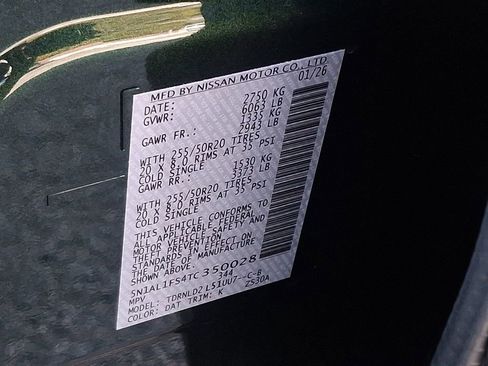 MFD BY NISSAN MOTOR CO., LTD
DATE: 01/26
GVWR: 2750 KG
6063 LB
GAWR FR.: 1335 KG
2943 LB
WITH 255/50R20 TIRES
20 X 8.0 RIMS AT 35 PSI
COLD SINGLE
GAWR RR.: 1530 KG
3373 LB
WITH 255/50R20 TIRES
20 X 8.0 RIMS AT 35 PSI
COLD SINGLE
THIS VEHICLE CONFORMS TO
ALL APPLICABLE FEDERAL
MOTOR VEHICLE SAFETY AND
THEFT PREVENTION
STANDARDS IN EFFECT ON
THE DATE OF MANUFACTURE
SHOWN ABOVE.
5N1AL1FS4TC350028
MPV 344
MODEL: TDRNLD2 L51UU7-C-B
COLOR: DAT TRIM: K Z530A